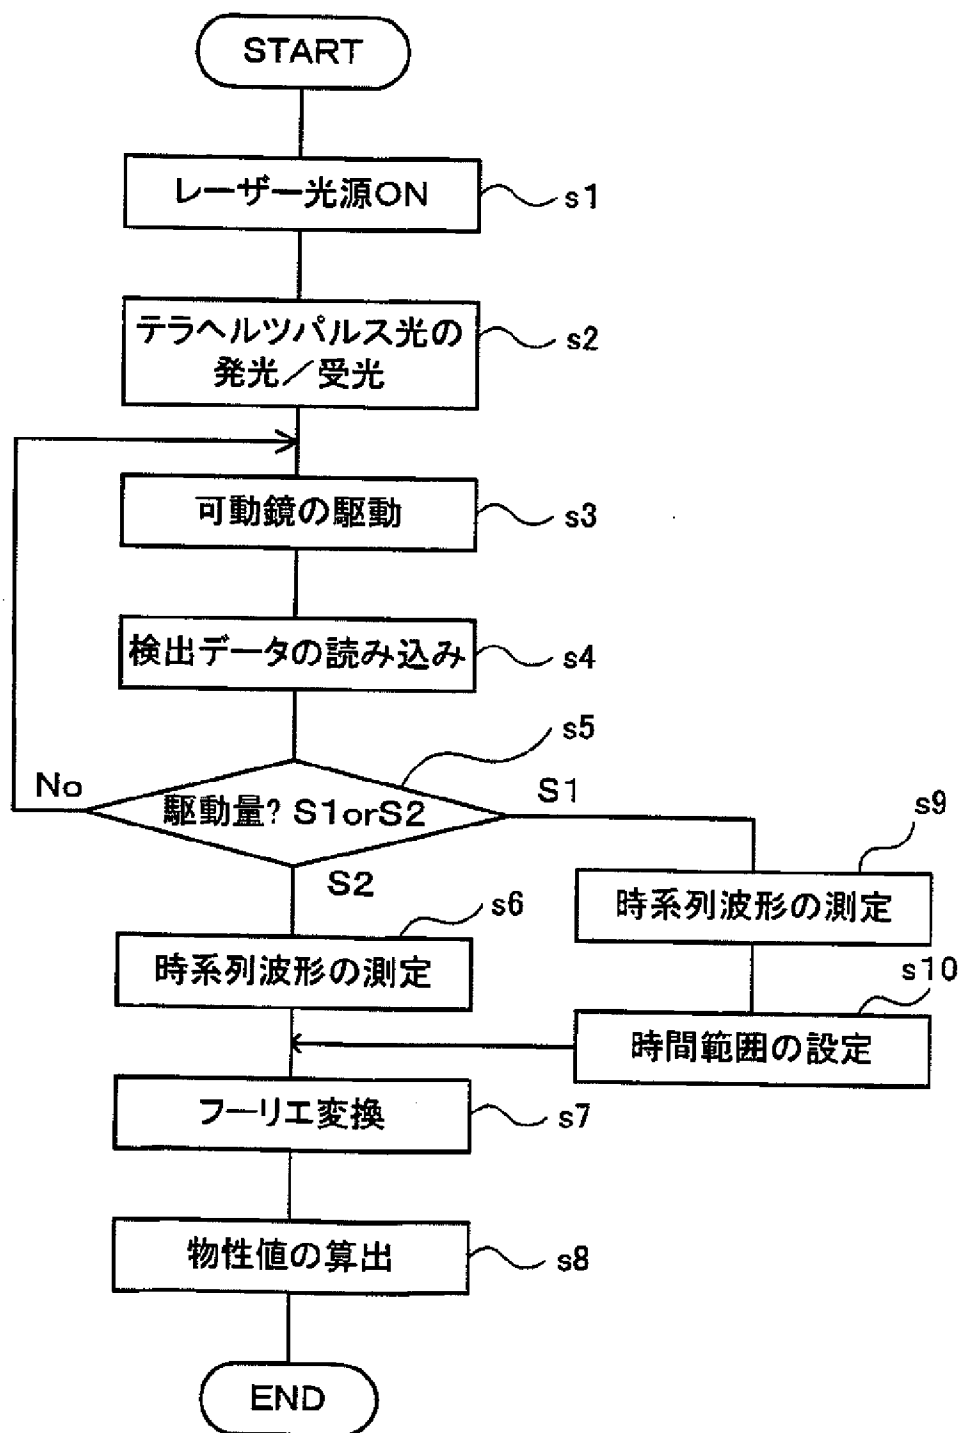 START
レーザー光源ON
s1
テラヘルツパルス光の
発光／受光
s2
可動鏡の駆動
s3
検出データの読み込み
s4
s5
No
駆動量? S1orS2
S1
S2
s9
時系列波形の測定
s6
時系列波形の測定
s10
時間範囲の設定
フーリエ変換
s7
物性値の算出
s8
END